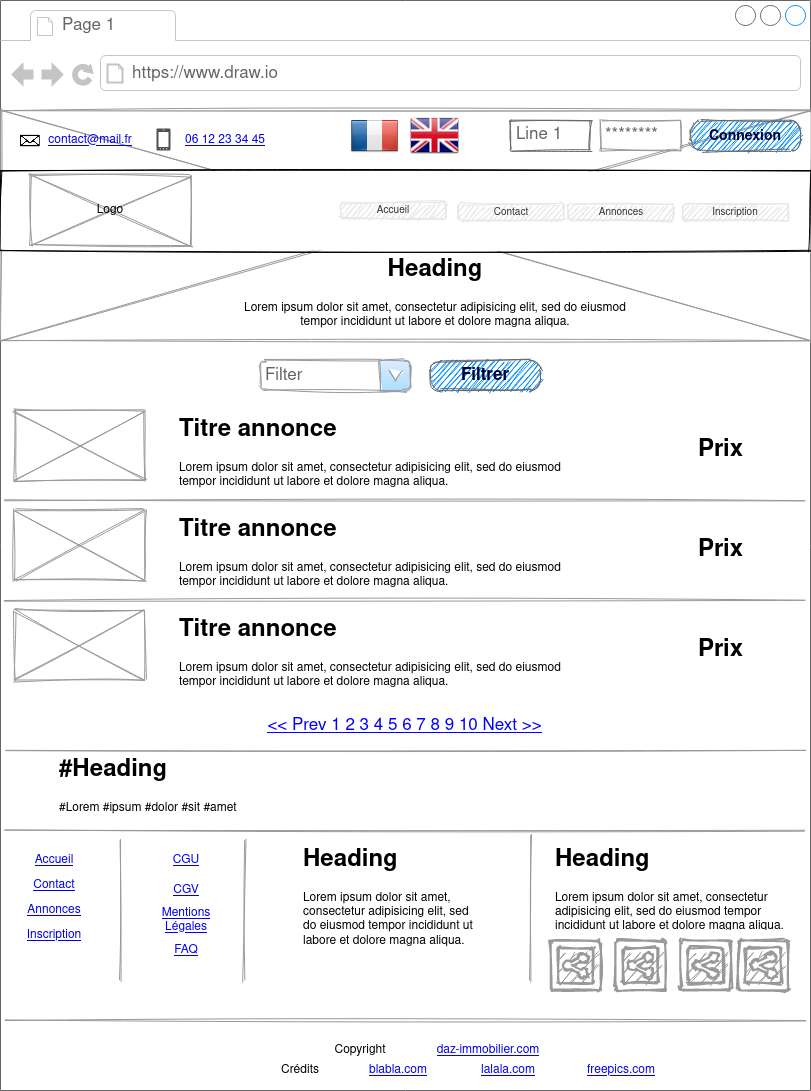 Page 1
https://www.draw.io
contact@mail.fr
06 12 23 34 45
Line 1
********
Connexion
Logo
Accueil
Contact
Annonces
Inscription
Heading
Lorem ipsum dolor sit amet, consectetur adipisicing elit, sed do eiusmod
tempor incididunt ut labore et dolore magna aliqua.
Filter
Filtrer
Titre annonce
Lorem ipsum dolor sit amet, consectetur adipisicing elit, sed do eiusmod
tempor incididunt ut labore et dolore magna aliqua.
Prix
Titre annonce
Lorem ipsum dolor sit amet, consectetur adipisicing elit, sed do eiusmod
tempor incididunt ut labore et dolore magna aliqua.
Prix
Titre annonce
Lorem ipsum dolor sit amet, consectetur adipisicing elit, sed do eiusmod
tempor incididunt ut labore et dolore magna aliqua.
Prix
<< Prev 1 2 3 4 5 6 7 8 9 10 Next >>
#Heading
#Lorem #ipsum #dolor #sit #amet
Accueil
Contact
Annonces
Inscription
CGU
CGV
Mentions
Légales
FAQ
Heading
Lorem ipsum dolor sit amet,
consectetur adipisicing elit, sed
do eiusmod tempor incididunt ut
labore et dolore magna aliqua.
Heading
Lorem ipsum dolor sit amet, consectetur
adipisicing elit, sed do eiusmod tempor
incididunt ut labore et dolore magna aliqua.
Copyright
daz-immobilier.com
Crédits
blabla.com
lalala.com
freepics.com